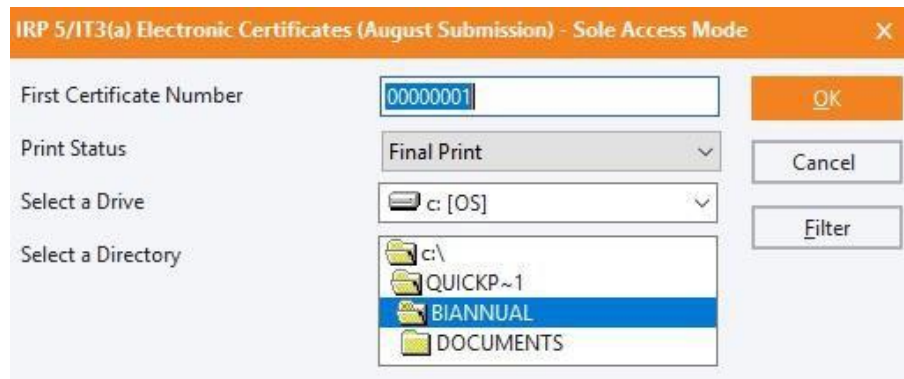 IRP 5/IT3(a) Electronic Certificates (August Submission) - Sole Access Mode X
First Certificate Number 00000001 OK
Print Status Final Print Cancel
Select a Drive c: [OS] Filter
Select a Directory c:\
QUICKP~1
BIANNUAL
DOCUMENTS